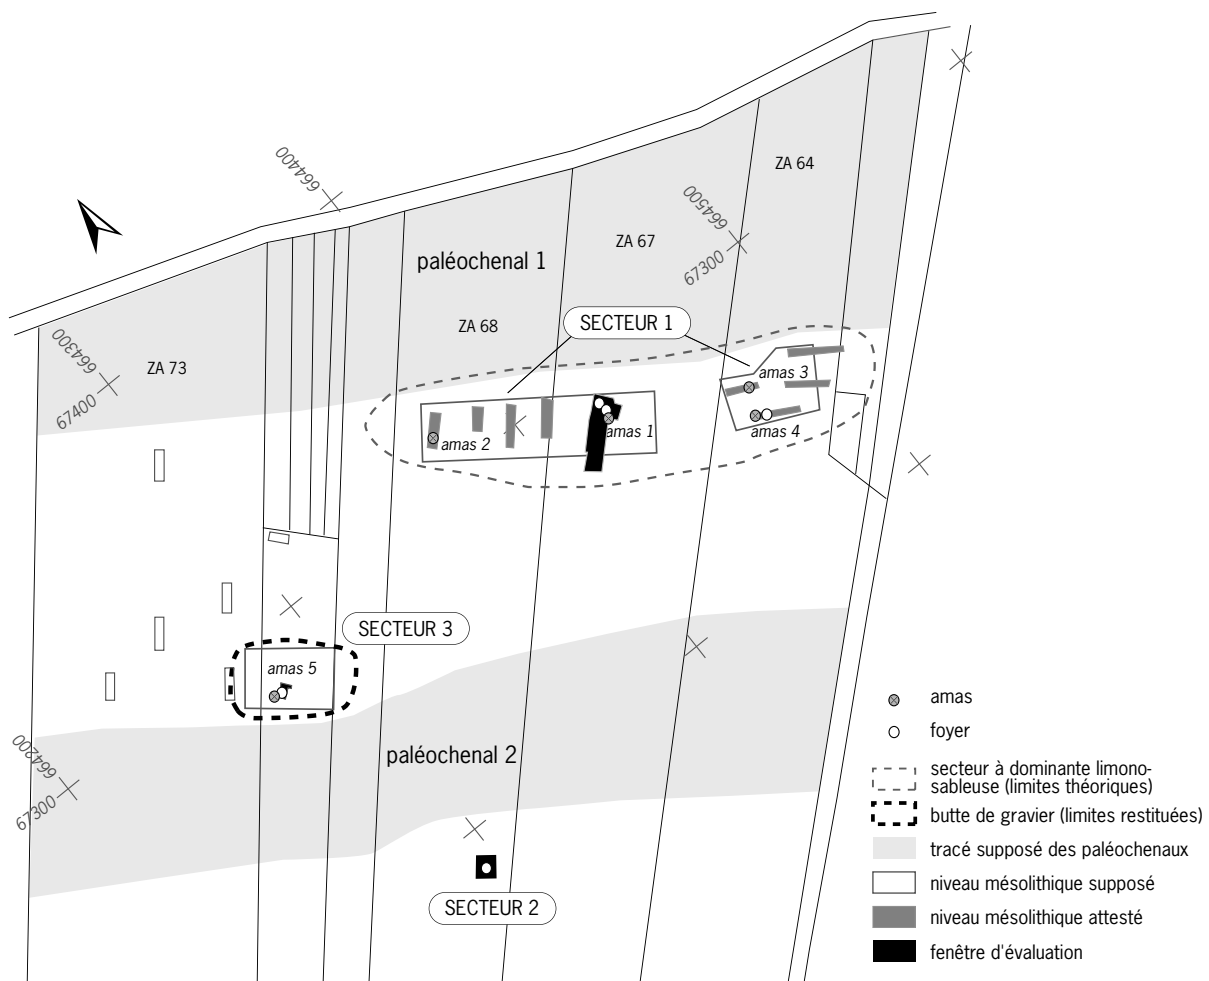 ZA 64
664400
664500
ZA 67
paléochenal 1
67300
SECTEUR 1
ZA 68
664300
ZA 73
amas 3
67400
amas 1
amas 4
amas 2
SECTEUR 3
amas 5
amas
foyer
664200
paléochenal 2
secteur à dominante limono-
sableuse (limites théoriques)
67300
butte de gravier (limites restituées)
tracé supposé des paléochenaux
niveau mésolithique supposé
SECTEUR 2
niveau mésolithique attesté
fenêtre d'évaluation